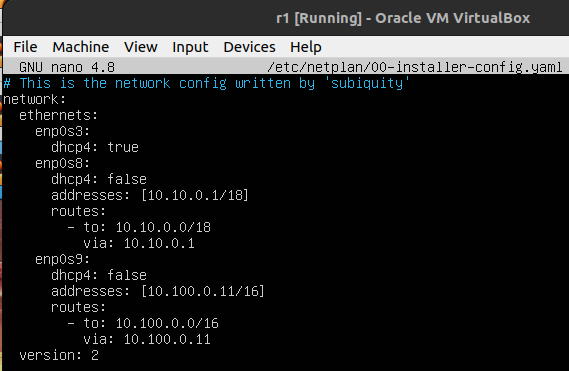 r1 [Running] - Oracle VM VirtualBox
File Machine View Input Devices Help
GNU nano 4.8 /etc/netplan/00-installer-config.yaml
# This is the network config written by 'subiquity'
network:
  ethernets:
    enp0s3:
      dhcp4: true
    enp0s8:
      dhcp4: false
      addresses: [10.10.0.1/18]
      routes:
        - to: 10.10.0.0/18
          via: 10.10.0.1
    enp0s9:
      dhcp4: false
      addresses: [10.100.0.11/16]
      routes:
        - to: 10.100.0.0/16
          via: 10.100.0.11
  version: 2